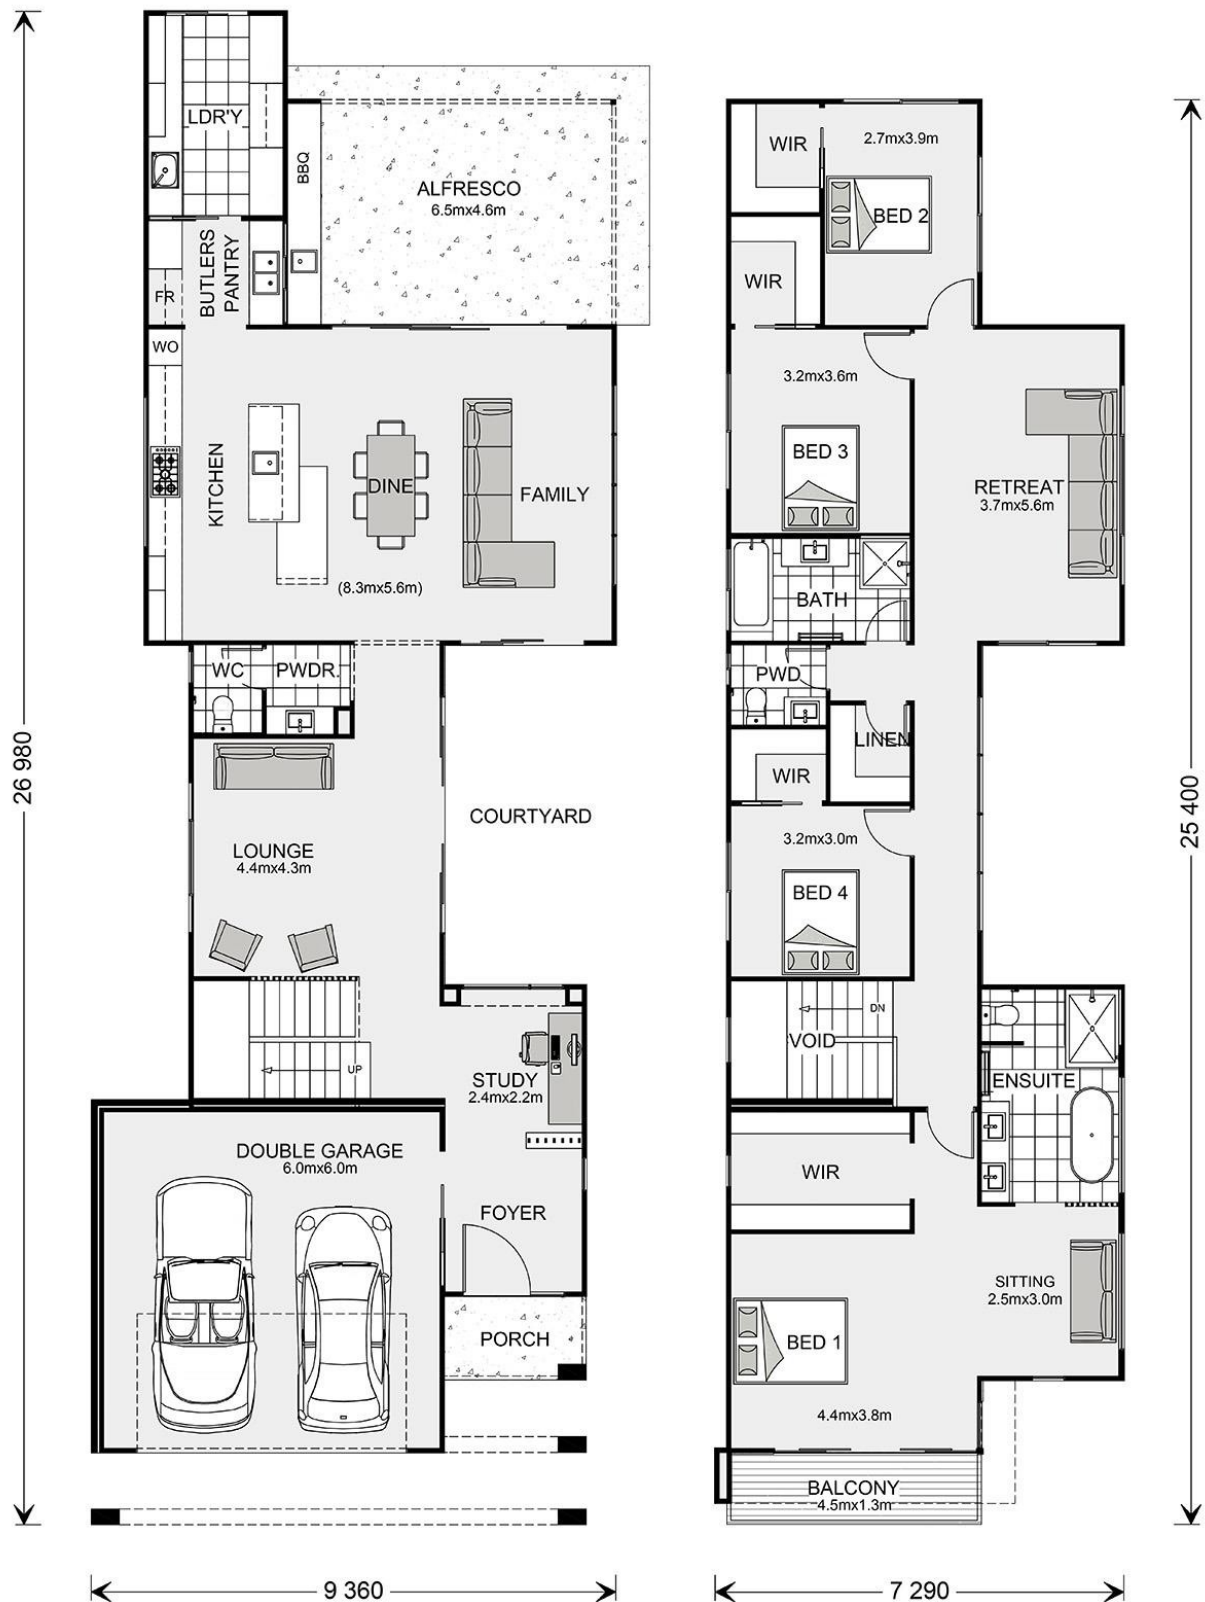 LDR'Y
BBQ
ALFRESCO
6.5mx4.6m
BUTLERS
PANTRY
FR
WO
KITCHEN
DINE
FAMILY
(8.3mx5.6m)
WC
PWDR.
COURTYARD
LOUNGE
4.4mx4.3m
UP
STUDY
2.4mx2.2m
DOUBLE GARAGE
6.0mx6.0m
FOYER
PORCH
26 980
9 360
WIR
2.7mx3.9m
BED 2
WIR
3.2mx3.6m
BED 3
RETREAT
3.7mx5.6m
BATH
PWD
LINEN
WIR
3.2mx3.0m
BED 4
DN
VOID
ENSUITE
WIR
SITTING
2.5mx3.0m
BED 1
4.4mx3.8m
BALCONY
4.5mx1.3m
25 400
7 290